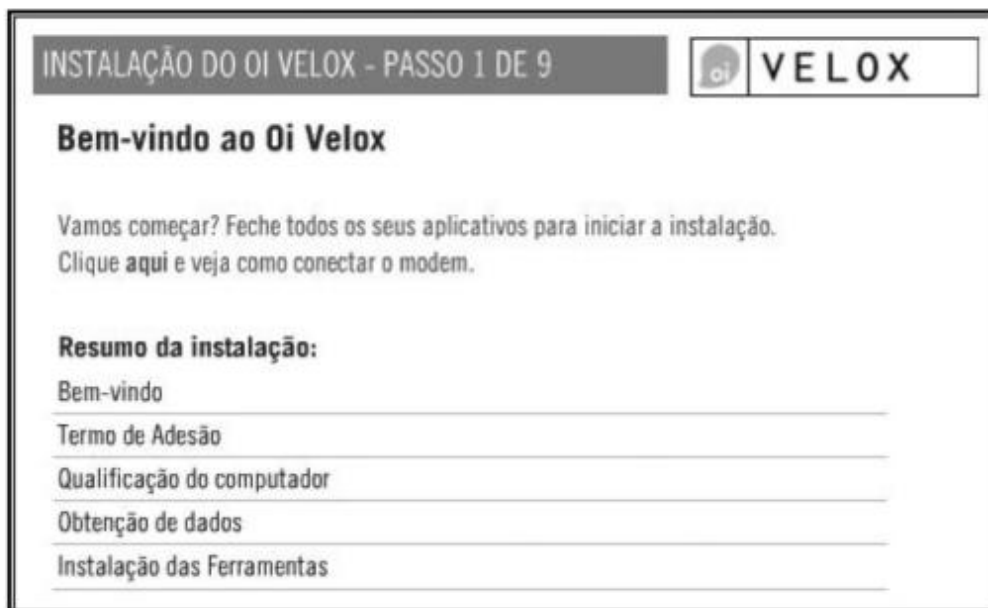 INSTALAÇÃO DO OI VELOX - PASSO 1 DE 9
oi VELOX
Bem-vindo ao Oi Velox
Vamos começar? Feche todos os seus aplicativos para iniciar a instalação.
Clique aqui e veja como conectar o modem.
Resumo da instalação:
Bem-vindo
Termo de Adesão
Qualificação do computador
Obtenção de dados
Instalação das Ferramentas